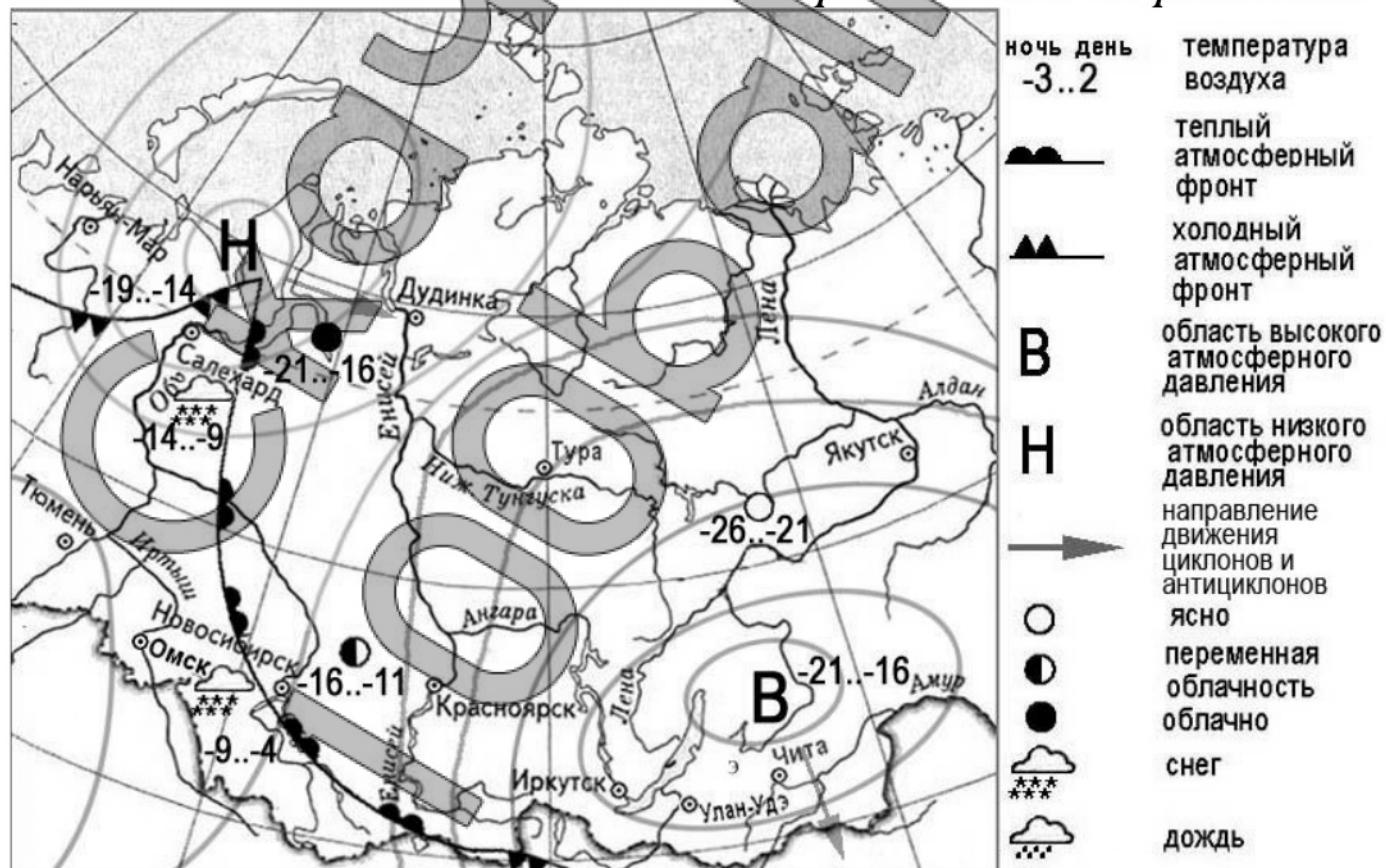 ночь день
-3..2
температура
воздуха
теплый
атмосферный
фронт
холодный
атмосферный
фронт
В
область высокого
атмосферного
давления
Н
область низкого
атмосферного
давления
направление
движения
циклонов и
антициклонов
ясно
переменная
облачность
облачно
снег
дождь
Нарьян-Мар
Н
-19..-14
Дудинка
Салехард
-21..-16
Обь
-14..-9
Енисей
Лена
Алдан
Тура
Якутск
Ниж. Тунгуска
-26..-21
Тюмень
Иртыш
Ангара
Новосибирск
Омск
-16..-11
Красноярск
-9..-4
Енисей
Лена
В
-21..-16
Амур
Чита
Э
Иркутск
Улан-Удэ